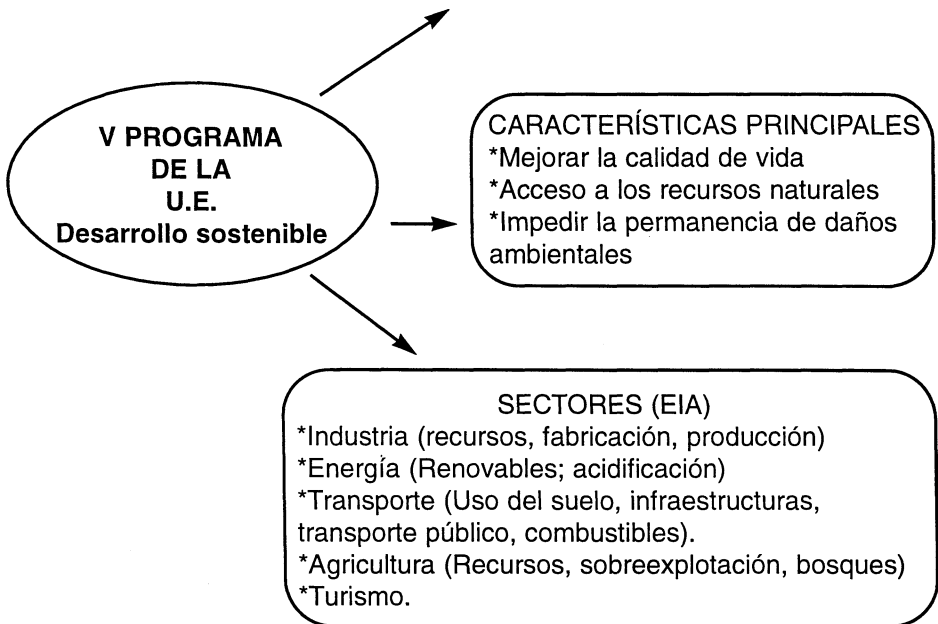 V PROGRAMA
DE LA
U.E.
Desarrollo sostenible
CARACTERÍSTICAS PRINCIPALES
*Mejorar la calidad de vida
*Acceso a los recursos naturales
*Impedir la permanencia de daños
ambientales
SECTORES (EIA)
*Industria (recursos, fabricación, producción)
*Energía (Renovables; acidificación)
*Transporte (Uso del suelo, infraestructuras,
transporte público, combustibles).
*Agricultura (Recursos, sobreexplotación, bosques)
*Turismo.